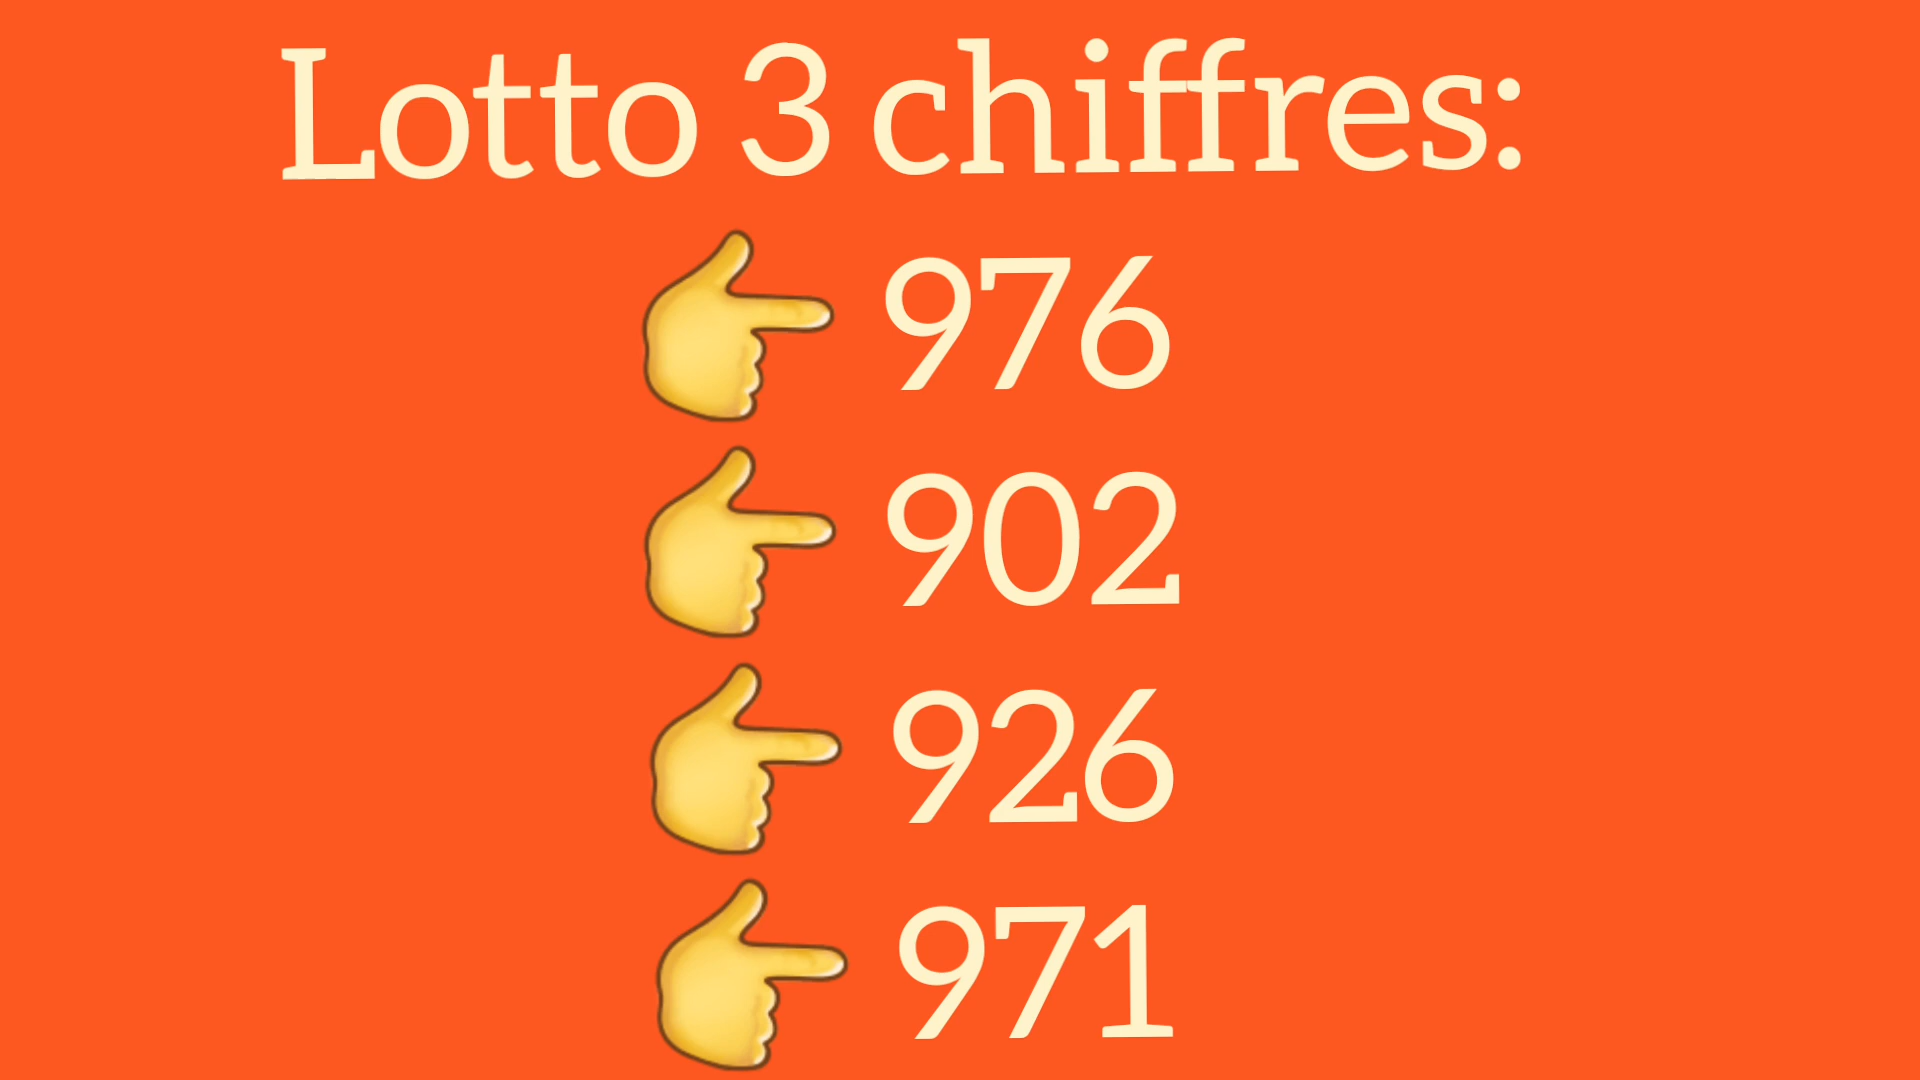 Lotto 3 chiffres:
👉 976
👉 902
👉 926
👉 971